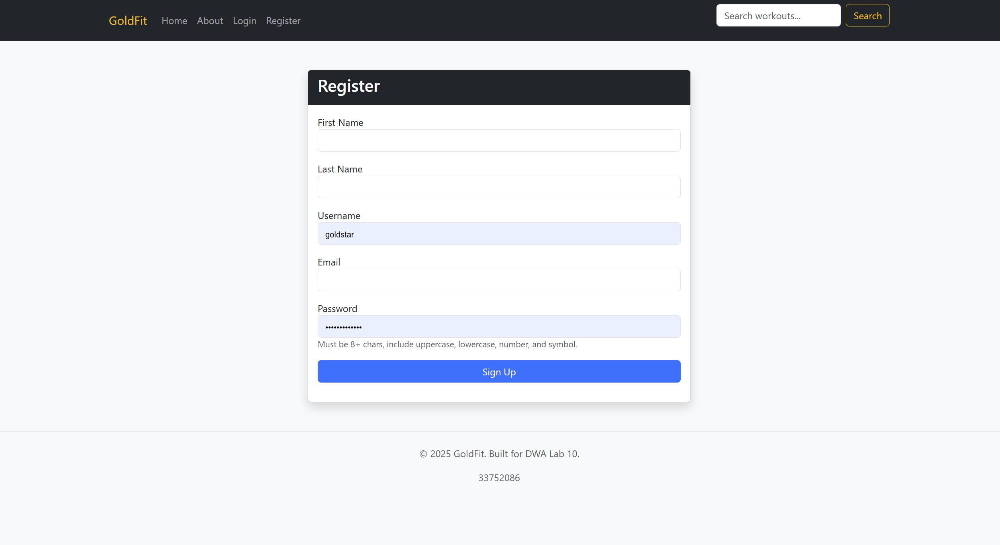 GoldFit Home About Login Register Search workouts... Search
Register
First Name
Last Name
Username
goldstar
Email
Password
•••••••••••••
Must be 8+ chars, include uppercase, lowercase, number, and symbol.
Sign Up
© 2025 GoldFit. Built for DWA Lab 10.
33752086